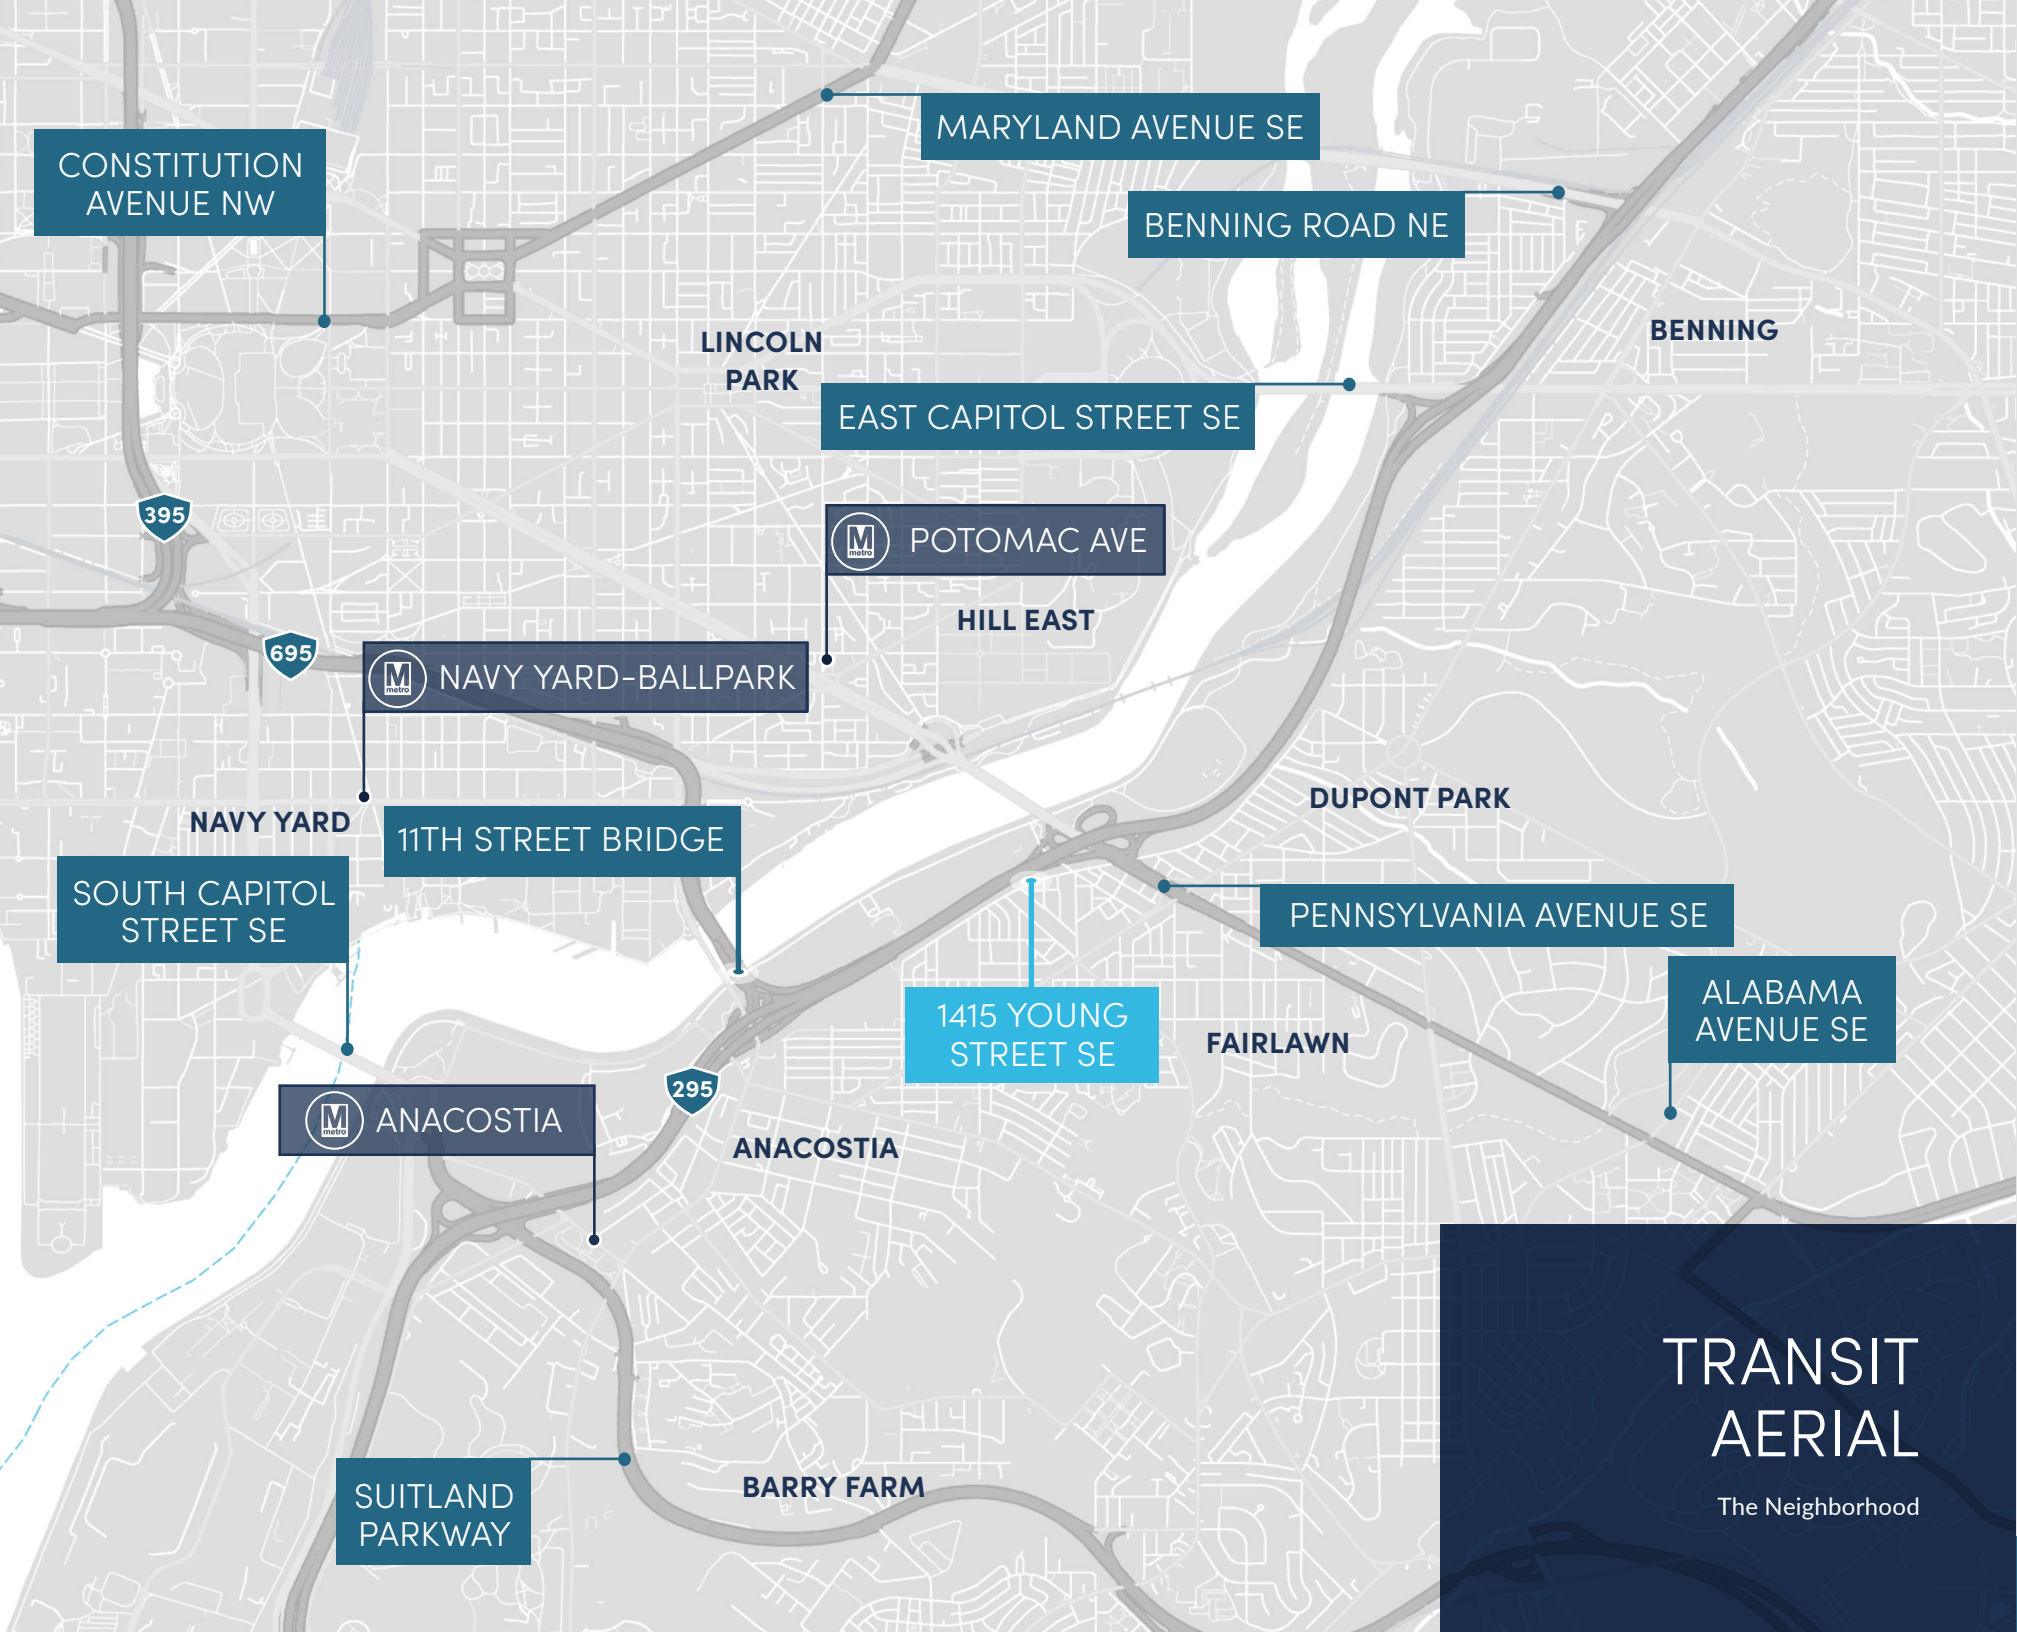 MARYLAND AVENUE SE
CONSTITUTION
AVENUE NW
BENNING ROAD NE
LINCOLN
PARK
BENNING
EAST CAPITOL STREET SE
395
M
metro
POTOMAC AVE
HILL EAST
695
M
metro
NAVY YARD-BALLPARK
DUPONT PARK
NAVY YARD
11TH STREET BRIDGE
SOUTH CAPITOL
STREET SE
PENNSYLVANIA AVENUE SE
1415 YOUNG
STREET SE
FAIRLAWN
ALABAMA
AVENUE SE
295
M
metro
ANACOSTIA
ANACOSTIA
BARRY FARM
SUITLAND
PARKWAY
TRANSIT
AERIAL
The Neighborhood